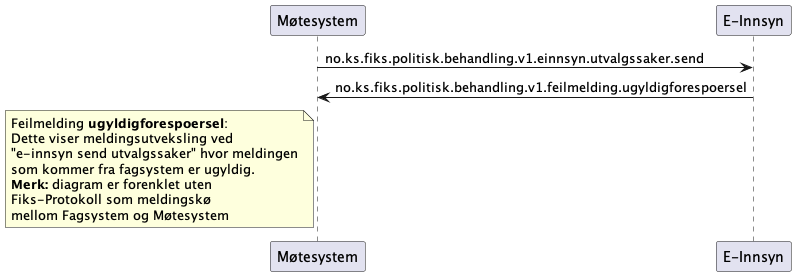 Møtesystem
E-Innsyn
no.ks.fiks.politisk.behandling.v1.einnsyn.utvalgssaker.send
no.ks.fiks.politisk.behandling.v1.feilmelding.ugyldigforespoersel
Feilmelding ugyldigforespoersel:
Dette viser meldingsutveksling ved
"e-innsyn send utvalgssaker" hvor meldingen
som kommer fra fagsystem er ugyldig.
Merk: diagram er forenklet uten
Fiks-Protokoll som meldingskø
mellom Fagsystem og Møtesystem
Møtesystem
E-Innsyn